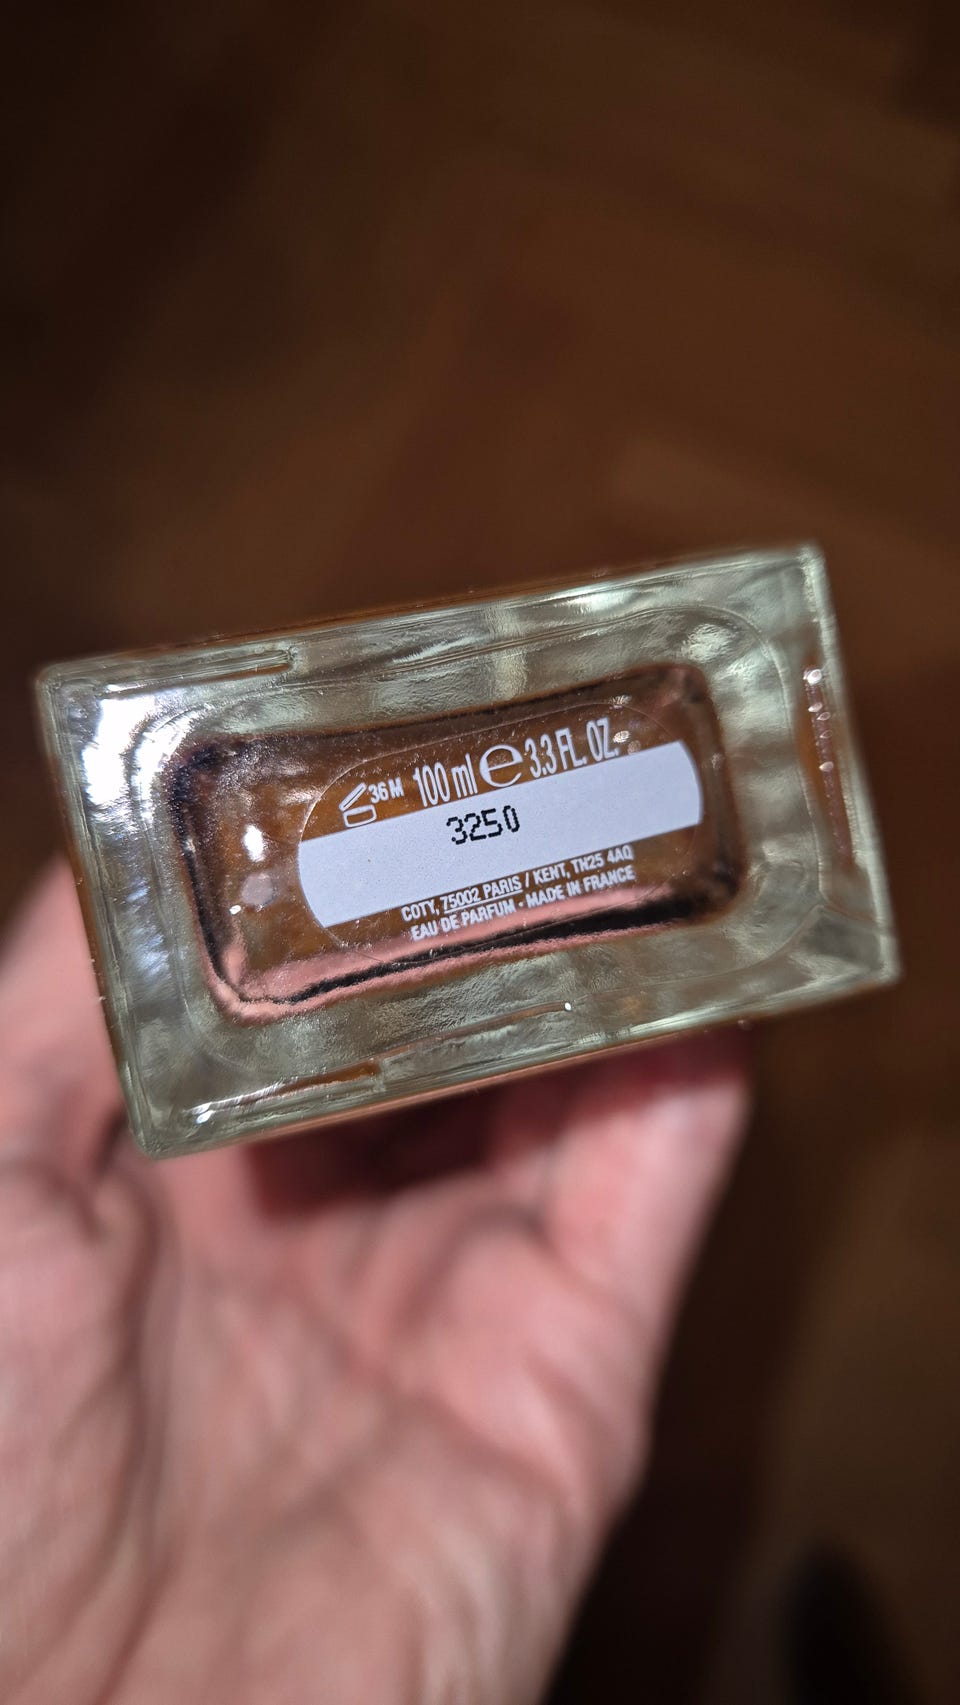 36M 100 ml e 3.3 FL. OZ.
3250
COTY, 75002 PARIS / KENT, TN25 4AQ
EAU DE PARFUM - MADE IN FRANCE